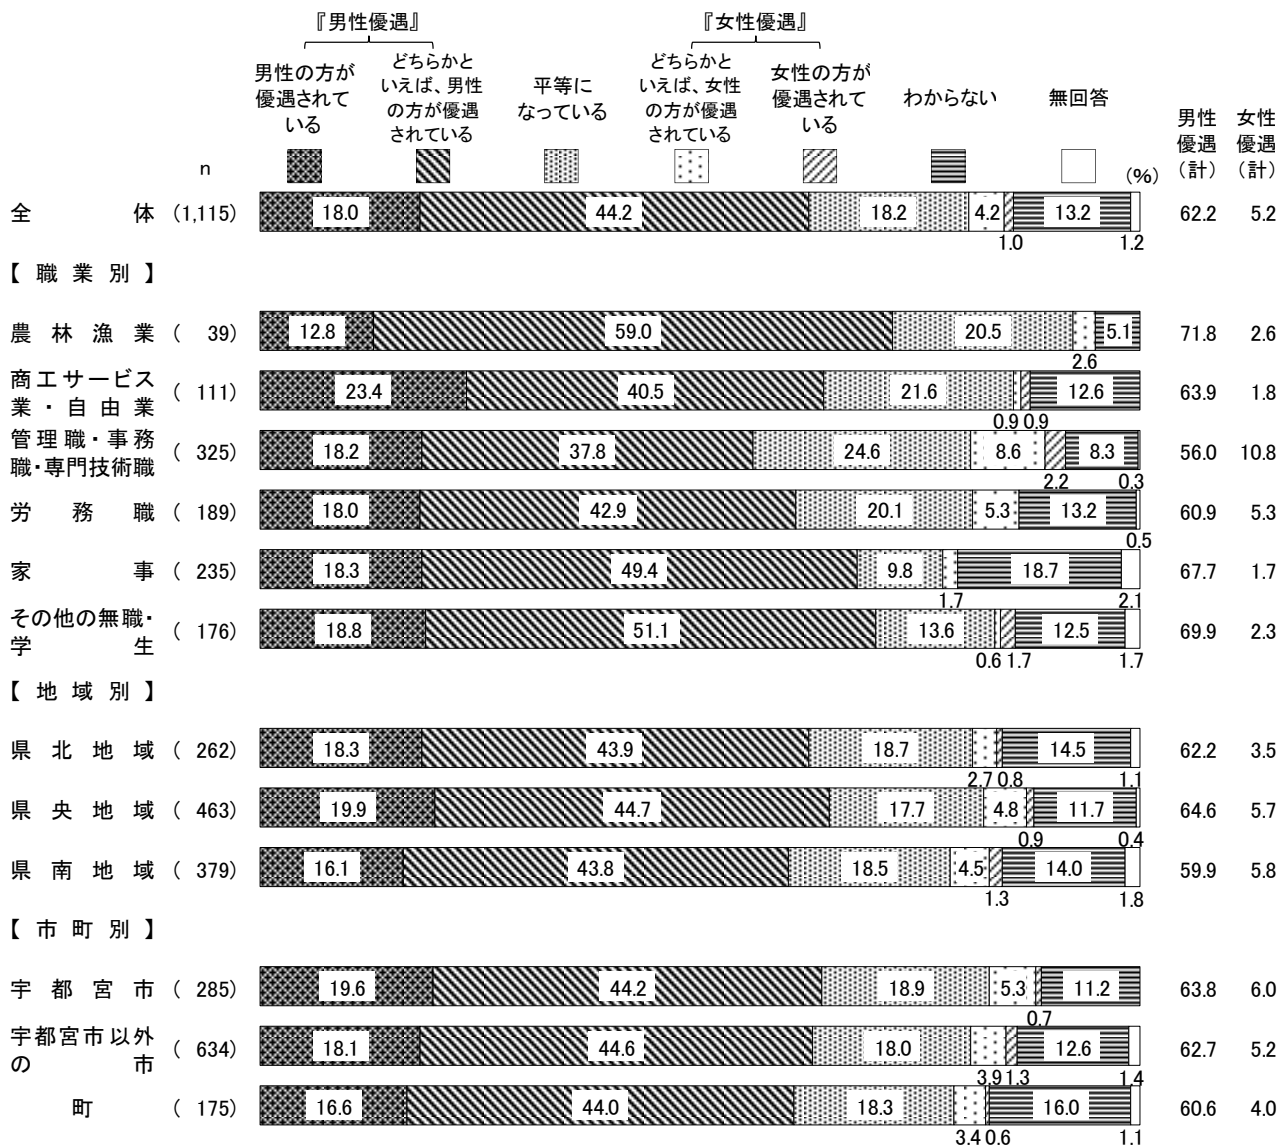 『男性優遇』 『女性優遇』
男性の方が
優遇されて
いる
どちらかと
いえば、男性
の方が優遇
されている
平等に
なっている
どちらかと
いえば、女性
の方が優遇
されている
女性の方が
優遇されて
いる
わからない
無回答
男性
優遇
(計)
女性
優遇
(計)
n
(%)
全体 (1,115) 18.0 44.2 18.2 4.2 13.2 62.2 5.2
1.0 1.2
【職業別】
農林漁業 ( 39) 12.8 59.0 20.5 5.1 71.8 2.6
2.6
商工サービス
業・自由業 ( 111) 23.4 40.5 21.6 12.6 63.9 1.8
0.9 0.9
管理職・事務
職・専門技術職 ( 325) 18.2 37.8 24.6 8.6 8.3 56.0 10.8
2.2 0.3
労務職 ( 189) 18.0 42.9 20.1 5.3 13.2 60.9 5.3
0.5
家事 ( 235) 18.3 49.4 9.8 18.7 67.7 1.7
1.7 2.1
その他の無職・
学生 ( 176) 18.8 51.1 13.6 12.5 69.9 2.3
0.6 1.7 1.7
【地域別】
県北地域 ( 262) 18.3 43.9 18.7 14.5 62.2 3.5
2.7 0.8 1.1
県央地域 ( 463) 19.9 44.7 17.7 4.8 11.7 64.6 5.7
0.9 0.4
県南地域 ( 379) 16.1 43.8 18.5 4.5 14.0 59.9 5.8
1.3 1.8
【市町別】
宇都宮市 ( 285) 19.6 44.2 18.9 5.3 11.2 63.8 6.0
0.7
宇都宮市以外
の市 ( 634) 18.1 44.6 18.0 12.6 62.7 5.2
3.9 1.3 1.4
町 ( 175) 16.6 44.0 18.3 16.0 60.6 4.0
3.4 0.6 1.1